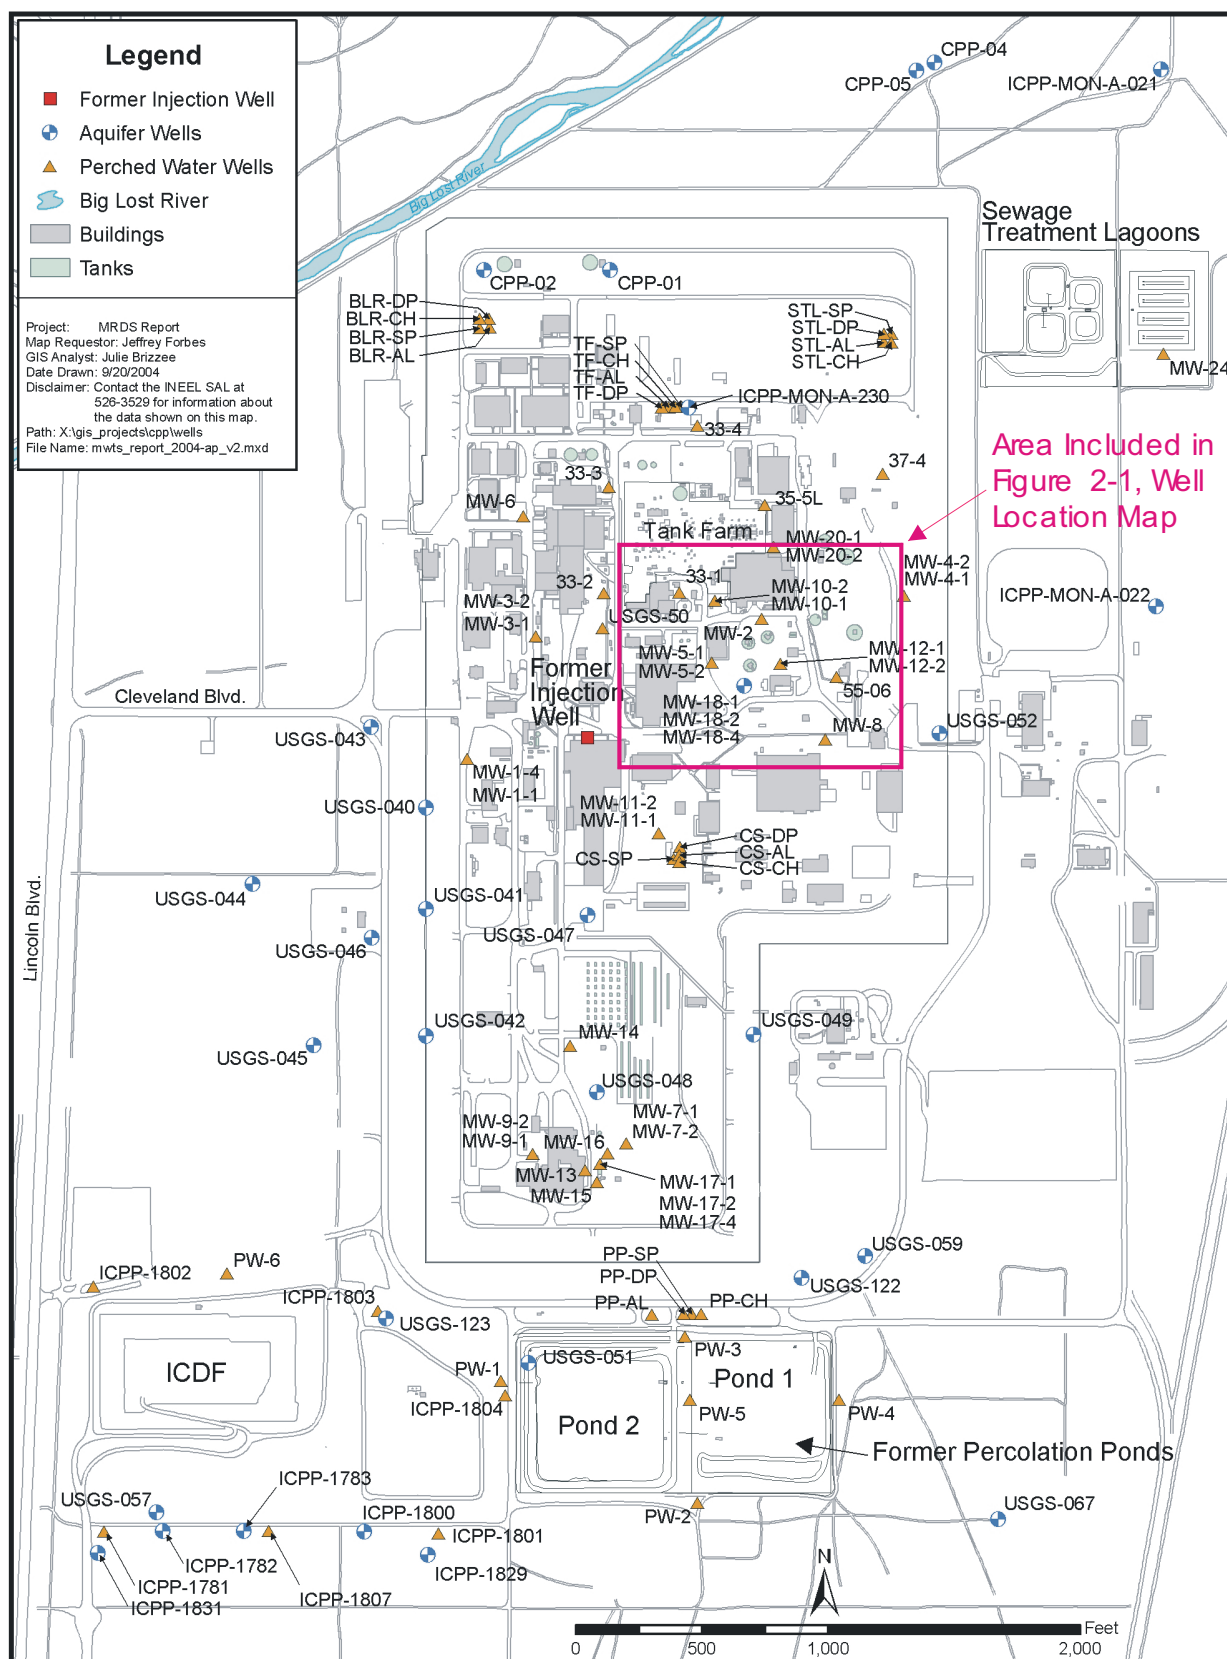 Legend
Former Injection Well
Aquifer Wells
Perched Water Wells
Big Lost River
Buildings
Tanks
Project: MRDS Report
Map Requestor: Jeffrey Forbes
GIS Analyst: Julie Brizzee
Date Drawn: 9/20/2004
Disclaimer: Contact the INEEL SAL at
526-3529 for information about
the data shown on this map.
Path: X:\gis_projects\cpp\wells
File Name: mwts_report_2004-ap_v2.mxd
CPP-04
CPP-05
ICPP-MON-A-021
Big Lost River
Sewage
Treatment Lagoons
CPP-02
CPP-01
BLR-DP
BLR-CH
BLR-SP
BLR-AL
STL-SP
STL-DP
STL-AL
STL-CH
TF-SP
TF-CH
TF-AL
TF-DP
ICPP-MON-A-230
MW-24
33-4
Area Included in
Figure 2-1, Well
Location Map
37-4
33-3
MW-6
35-5L
Tank Farm
MW-20-1
MW-20-2
MW-4-2
MW-4-1
33-2
33-1
MW-10-2
MW-10-1
ICPP-MON-A-022
MW-3-2
MW-3-1
USGS-50
MW-2
MW-5-1
MW-5-2
MW-12-1
MW-12-2
Former
Injection
Well
55-06
Cleveland Blvd.
MW-18-1
MW-18-2
MW-18-4
MW-8
USGS-052
USGS-043
MW-1-4
MW-1-1
USGS-040
MW-11-2
MW-11-1
CS-DP
CS-AL
CS-CH
CS-SP
Lincoln Blvd.
USGS-044
USGS-041
USGS-047
USGS-046
USGS-042
USGS-049
USGS-045
MW-14
USGS-048
MW-7-1
MW-7-2
MW-9-2
MW-9-1
MW-16
MW-13
MW-15
MW-17-1
MW-17-2
MW-17-4
USGS-059
USGS-122
PP-SP
PP-DP
PP-AL
PP-CH
ICPP-1802
PW-6
ICPP-1803
USGS-123
PW-3
USGS-051
PW-1
ICPP-1804
ICDF
Pond 1
Pond 2
PW-5
PW-4
Former Percolation Ponds
ICPP-1783
USGS-057
ICPP-1800
PW-2
USGS-067
ICPP-1801
ICPP-1782
ICPP-1829
ICPP-1781
ICPP-1807
ICPP-1831
N
Feet
0
500
1,000
2,000